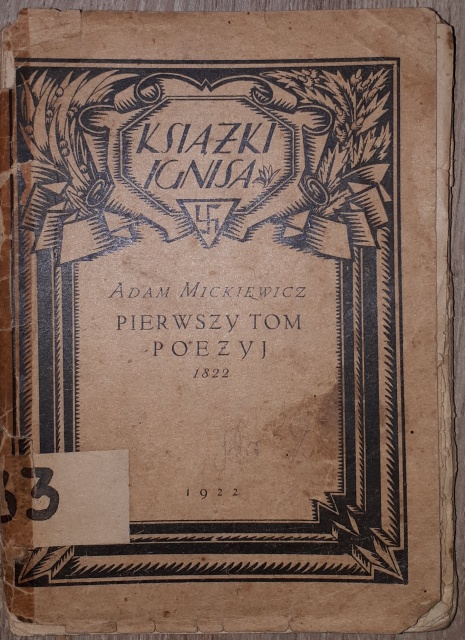 KSIĄŻKI
IGNISA
ADAM MICKIEWICZ
PIERWSZY TOM
POEZYJ
1822
1922
33